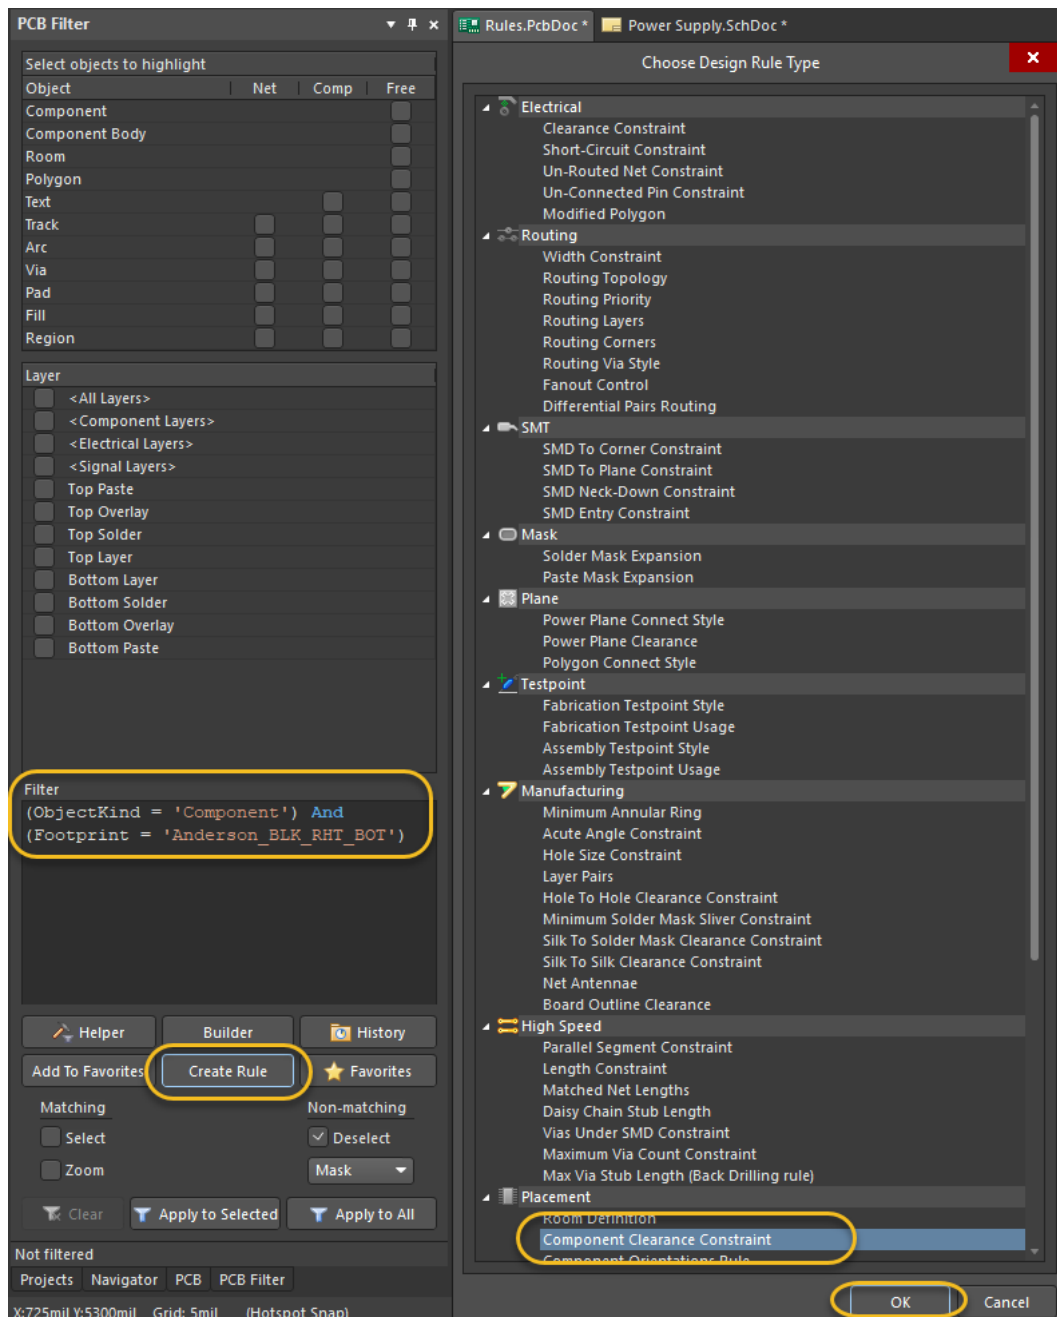 PCB Filter
Select objects to highlight
Object Net Comp Free
Component
Component Body
Room
Polygon
Text
Track
Arc
Via
Pad
Fill
Region
Layer
<All Layers>
<Component Layers>
<Electrical Layers>
<Signal Layers>
Top Paste
Top Overlay
Top Solder
Top Layer
Bottom Layer
Bottom Solder
Bottom Overlay
Bottom Paste
Filter
(ObjectKind = 'Component') And
(Footprint = 'Anderson_BLK_RHT_BOT')
Helper Builder History
Add To Favorites Create Rule Favorites
Matching Non-matching
Select Deselect
Zoom Mask
Clear Apply to Selected Apply to All
Not filtered
Projects Navigator PCB PCB Filter
X:725mil Y:5300mil Grid: 5mil (Hotspot Snap)
Rules.PcbDoc * Power Supply.SchDoc *
Choose Design Rule Type
Electrical
Clearance Constraint
Short-Circuit Constraint
Un-Routed Net Constraint
Un-Connected Pin Constraint
Modified Polygon
Routing
Width Constraint
Routing Topology
Routing Priority
Routing Layers
Routing Corners
Routing Via Style
Fanout Control
Differential Pairs Routing
SMT
SMD To Corner Constraint
SMD To Plane Constraint
SMD Neck-Down Constraint
SMD Entry Constraint
Mask
Solder Mask Expansion
Paste Mask Expansion
Plane
Power Plane Connect Style
Power Plane Clearance
Polygon Connect Style
Testpoint
Fabrication Testpoint Style
Fabrication Testpoint Usage
Assembly Testpoint Style
Assembly Testpoint Usage
Manufacturing
Minimum Annular Ring
Acute Angle Constraint
Hole Size Constraint
Layer Pairs
Hole To Hole Clearance Constraint
Minimum Solder Mask Sliver Constraint
Silk To Solder Mask Clearance Constraint
Silk To Silk Clearance Constraint
Net Antennae
Board Outline Clearance
High Speed
Parallel Segment Constraint
Length Constraint
Matched Net Lengths
Daisy Chain Stub Length
Vias Under SMD Constraint
Maximum Via Count Constraint
Max Via Stub Length (Back Drilling rule)
Placement
Room Definition
Component Clearance Constraint
Component Orientations Rule
OK Cancel